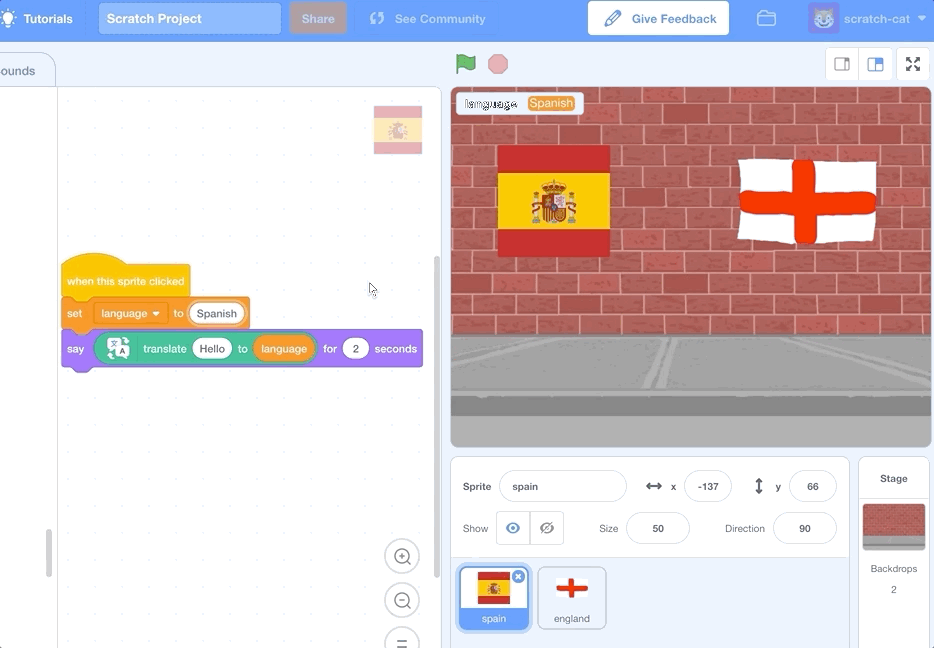 Tutorials
Scratch Project
Share
See Community
Give Feedback
scratch-cat
ounds
language Spanish
when this sprite clicked
set language to Spanish
say translate Hello to language for 2 seconds
Sprite spain x -137 y 66
Show Size 50 Direction 90
spain
england
Stage
Backdrops
2